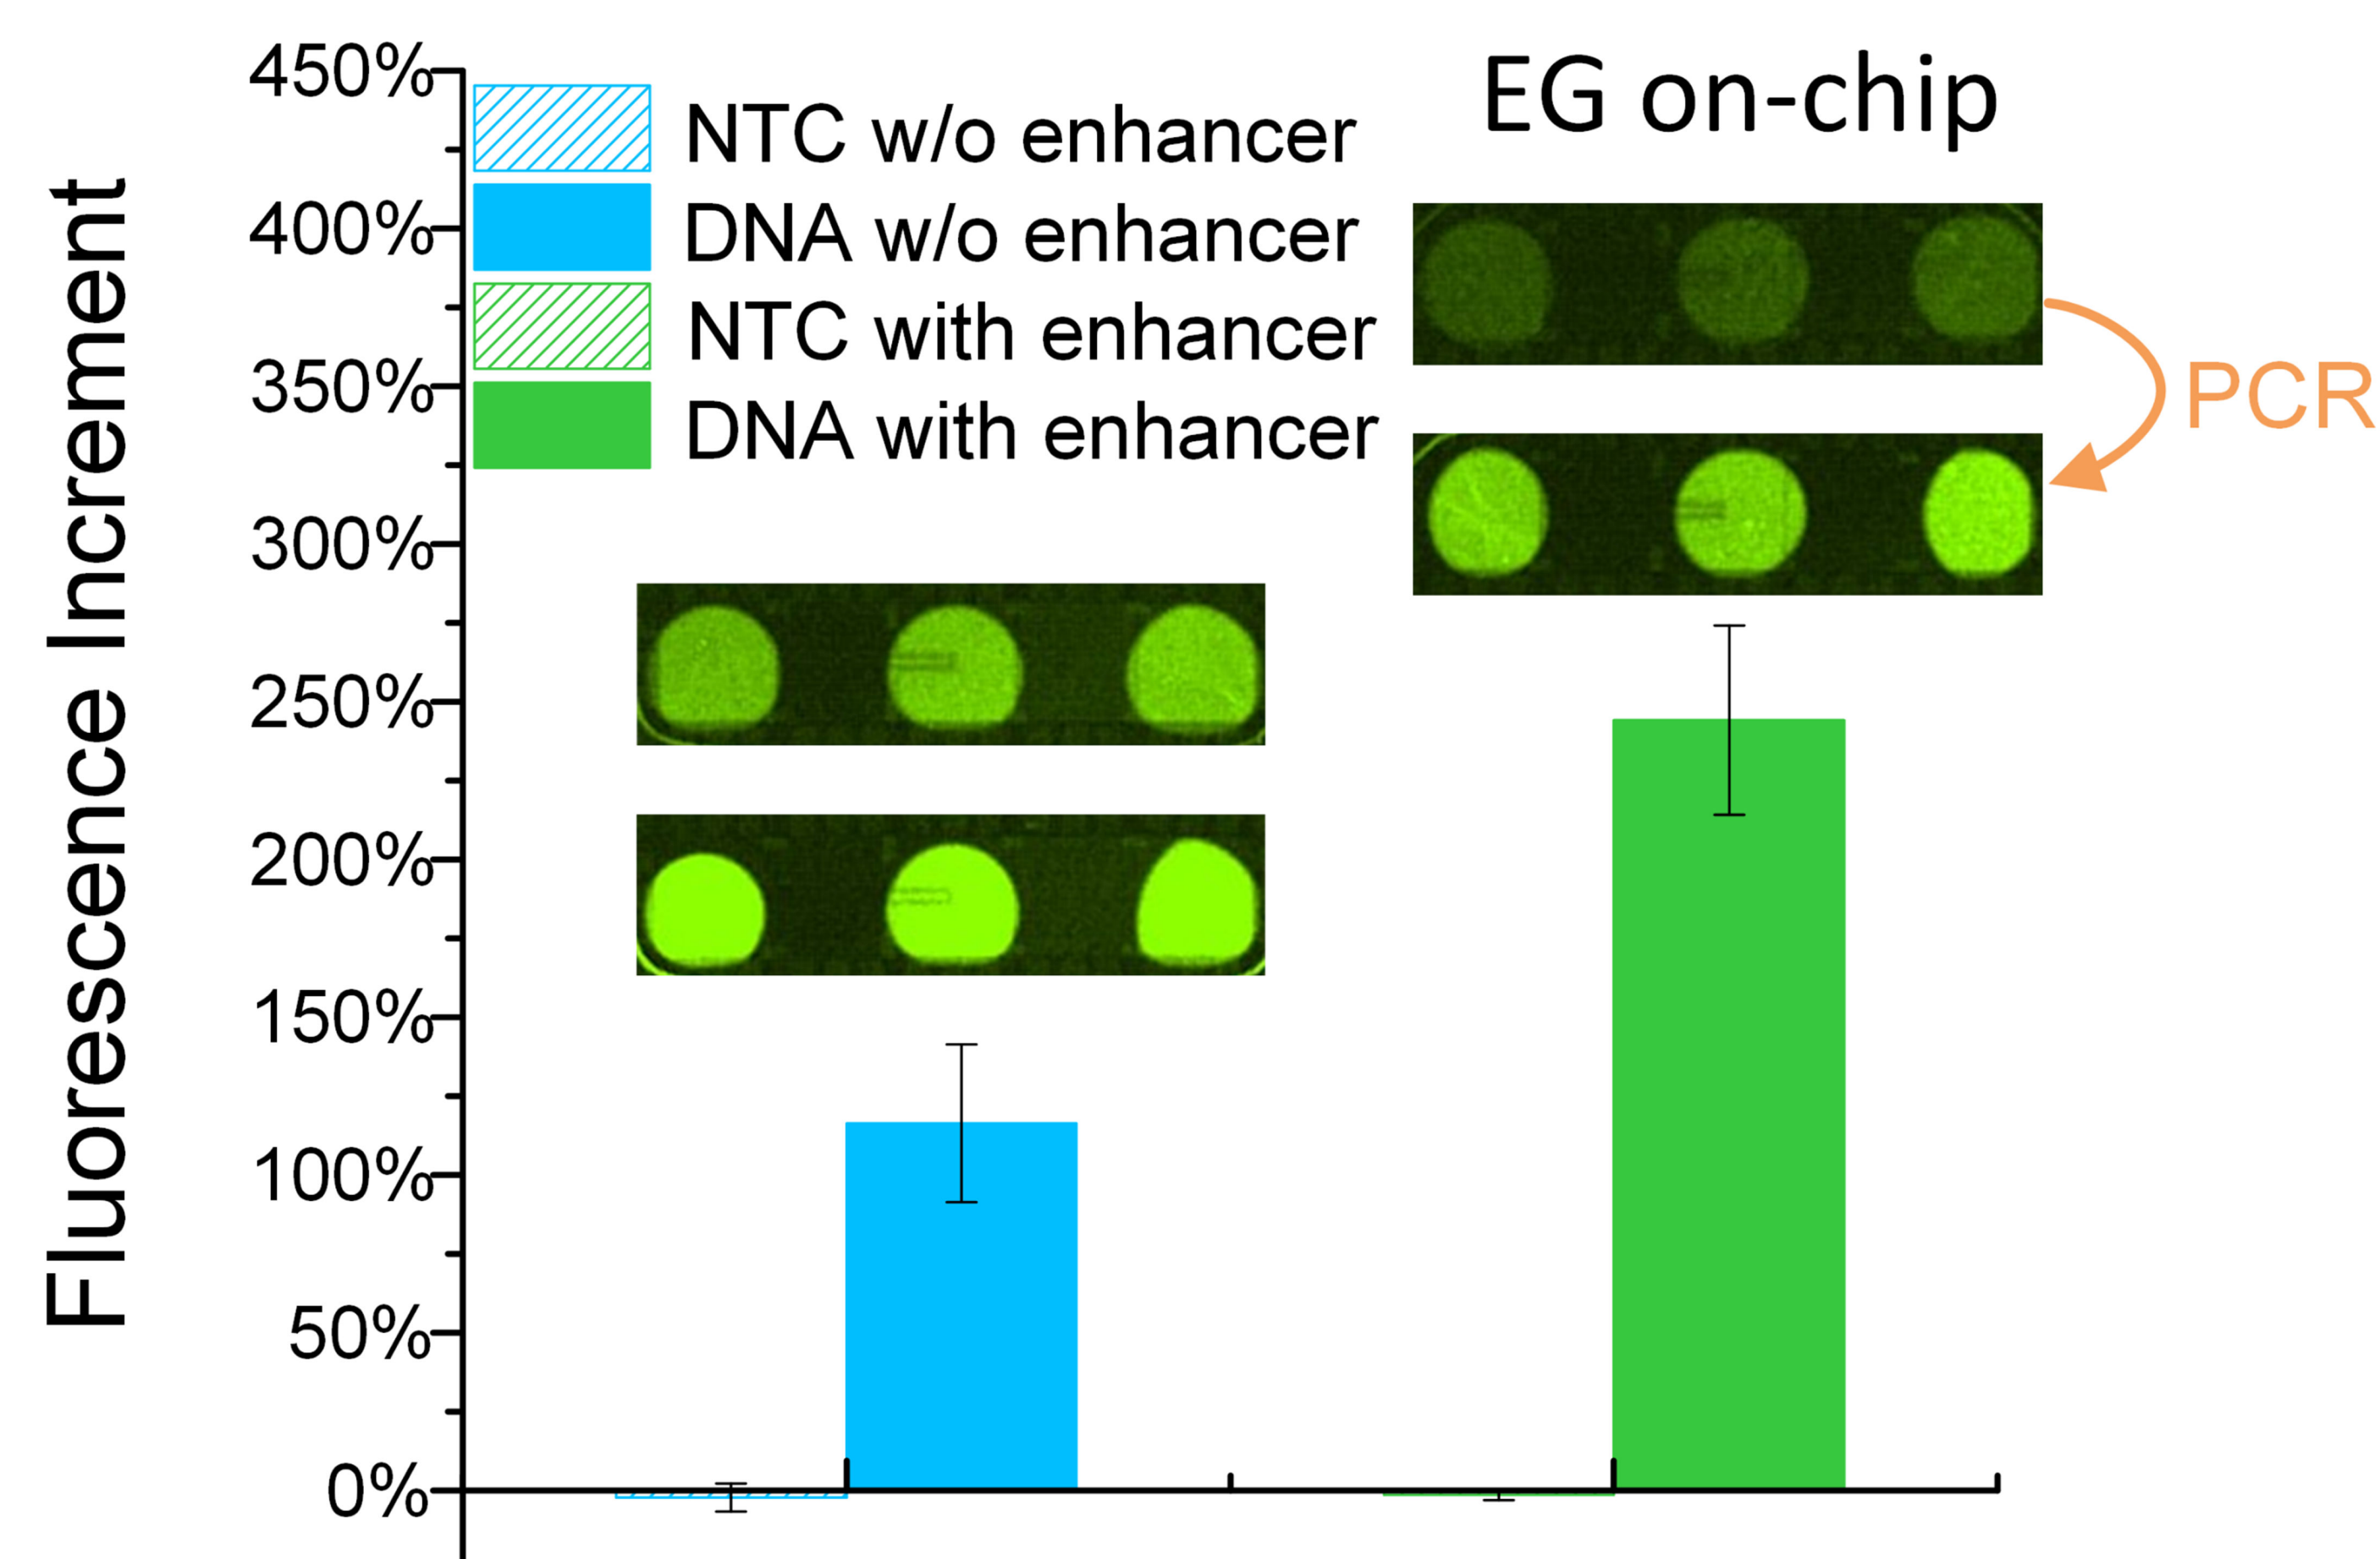 EG on-chip
Fluorescence Increment
450%
400%
350%
300%
250%
200%
150%
100%
50%
0%
NTC w/o enhancer
DNA w/o enhancer
NTC with enhancer
DNA with enhancer
PCR